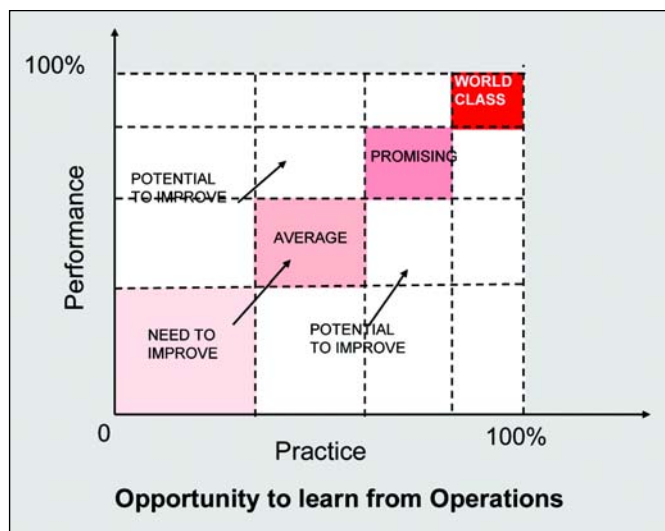 100%
WORLD
CLASS
PROMISING
POTENTIAL
TO IMPROVE
AVERAGE
NEED TO
IMPROVE
POTENTIAL
TO IMPROVE
Performance
0
Practice
100%
Opportunity to learn from Operations